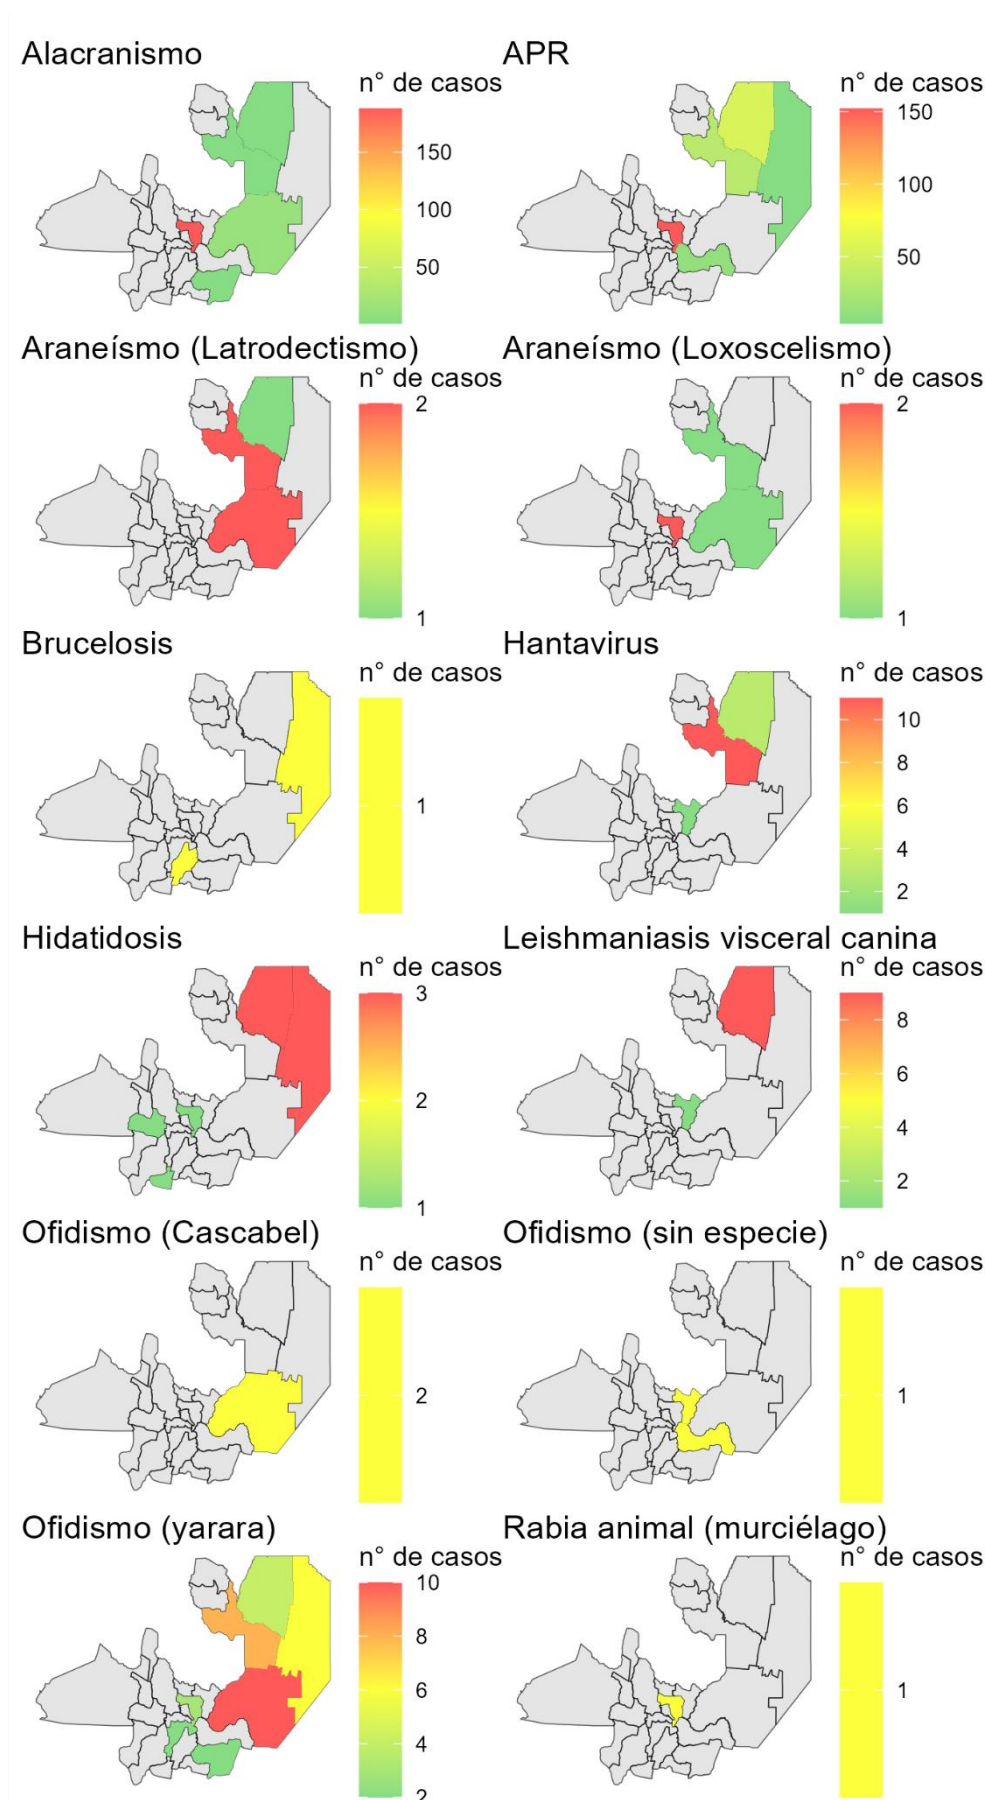 Alacranismo
n° de casos
150
100
50
APR
n° de casos
150
100
50
Araneísmo (Latrodectismo)
n° de casos
2
1
Araneísmo (Loxoscelismo)
n° de casos
2
1
Brucelosis
n° de casos
1
Hantavirus
n° de casos
10
8
6
4
2
Hidatidosis
n° de casos
3
2
1
Leishmaniasis visceral canina
n° de casos
8
6
4
2
Ofidismo (Cascabel)
n° de casos
2
Ofidismo (sin especie)
n° de casos
1
Ofidismo (yarara)
n° de casos
10
8
6
4
2
Rabia animal (murciélago)
n° de casos
1